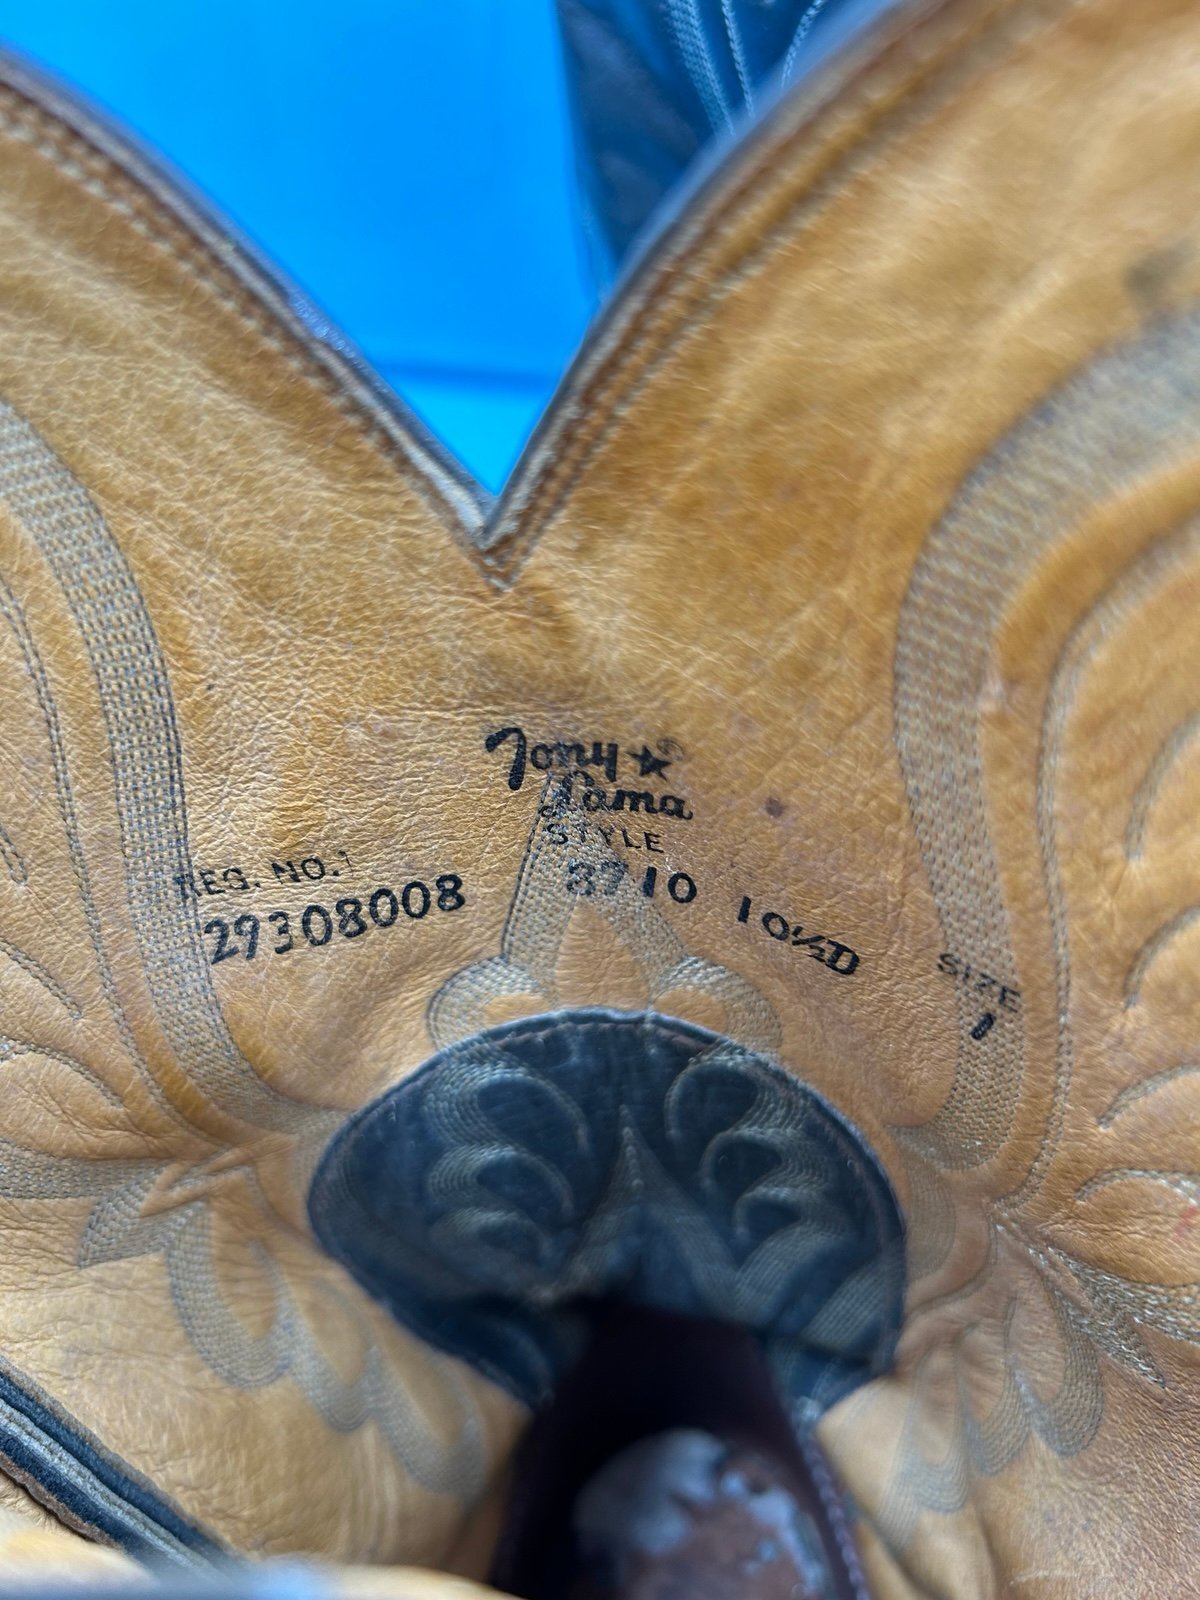 Tony
Lama
STYLE
REG. NO.
29308008
8710 10½D
SIZE